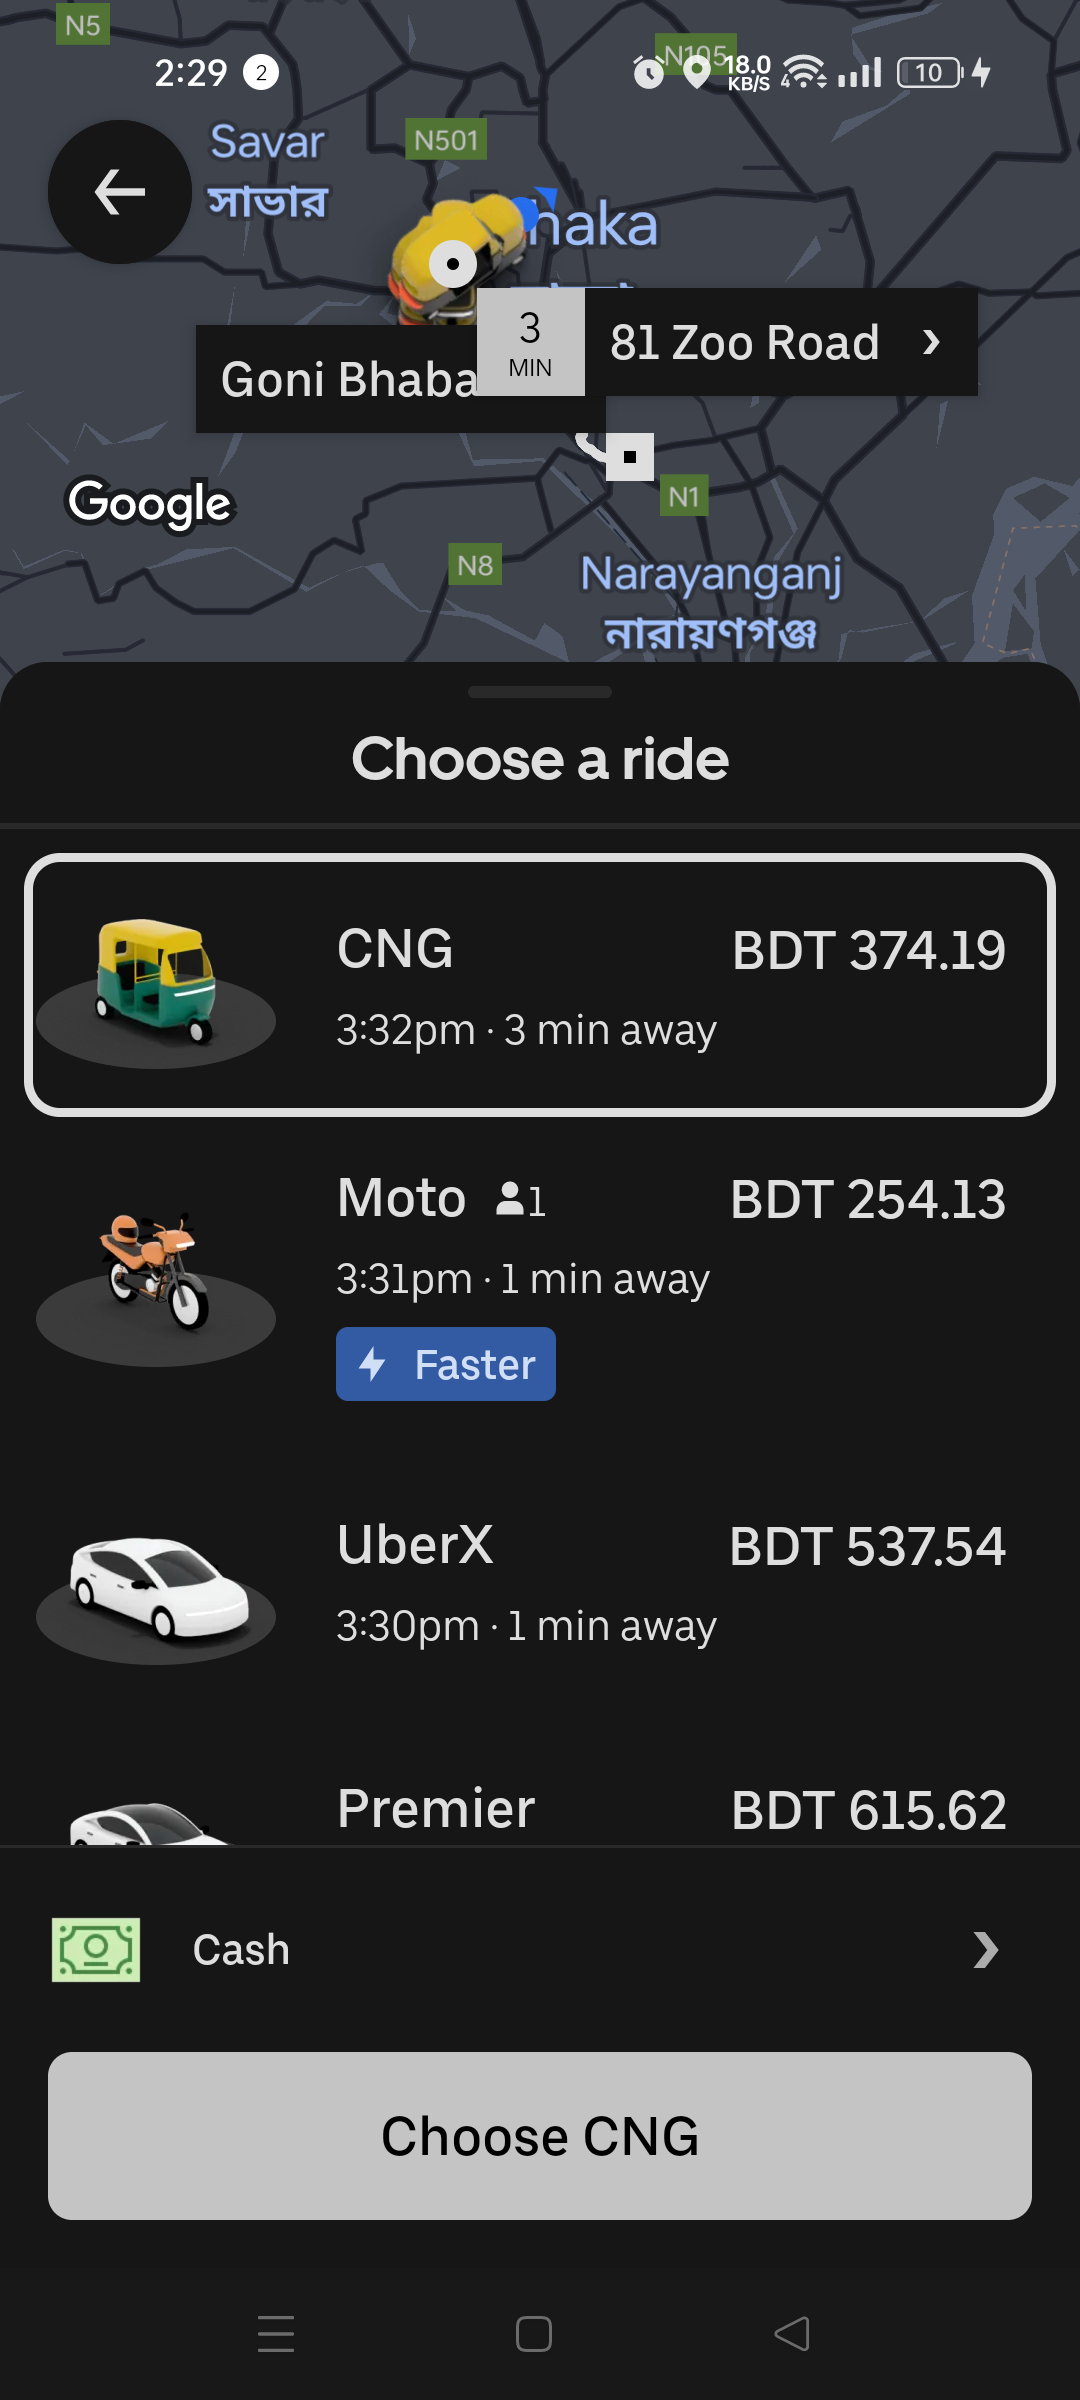 N5
N105
2:29
2
18.0
KB/S
4
10
Savar
সাভার
N501
haka
3
MIN
81 Zoo Road
Goni Bhaba
Google
N1
N8
Narayanganj
নারায়ণগঞ্জ
Choose a ride
CNG
BDT 374.19
3:32pm · 3 min away
Moto 1
BDT 254.13
3:31pm · 1 min away
Faster
UberX
BDT 537.54
3:30pm · 1 min away
Premier
BDT 615.62
Cash
Choose CNG